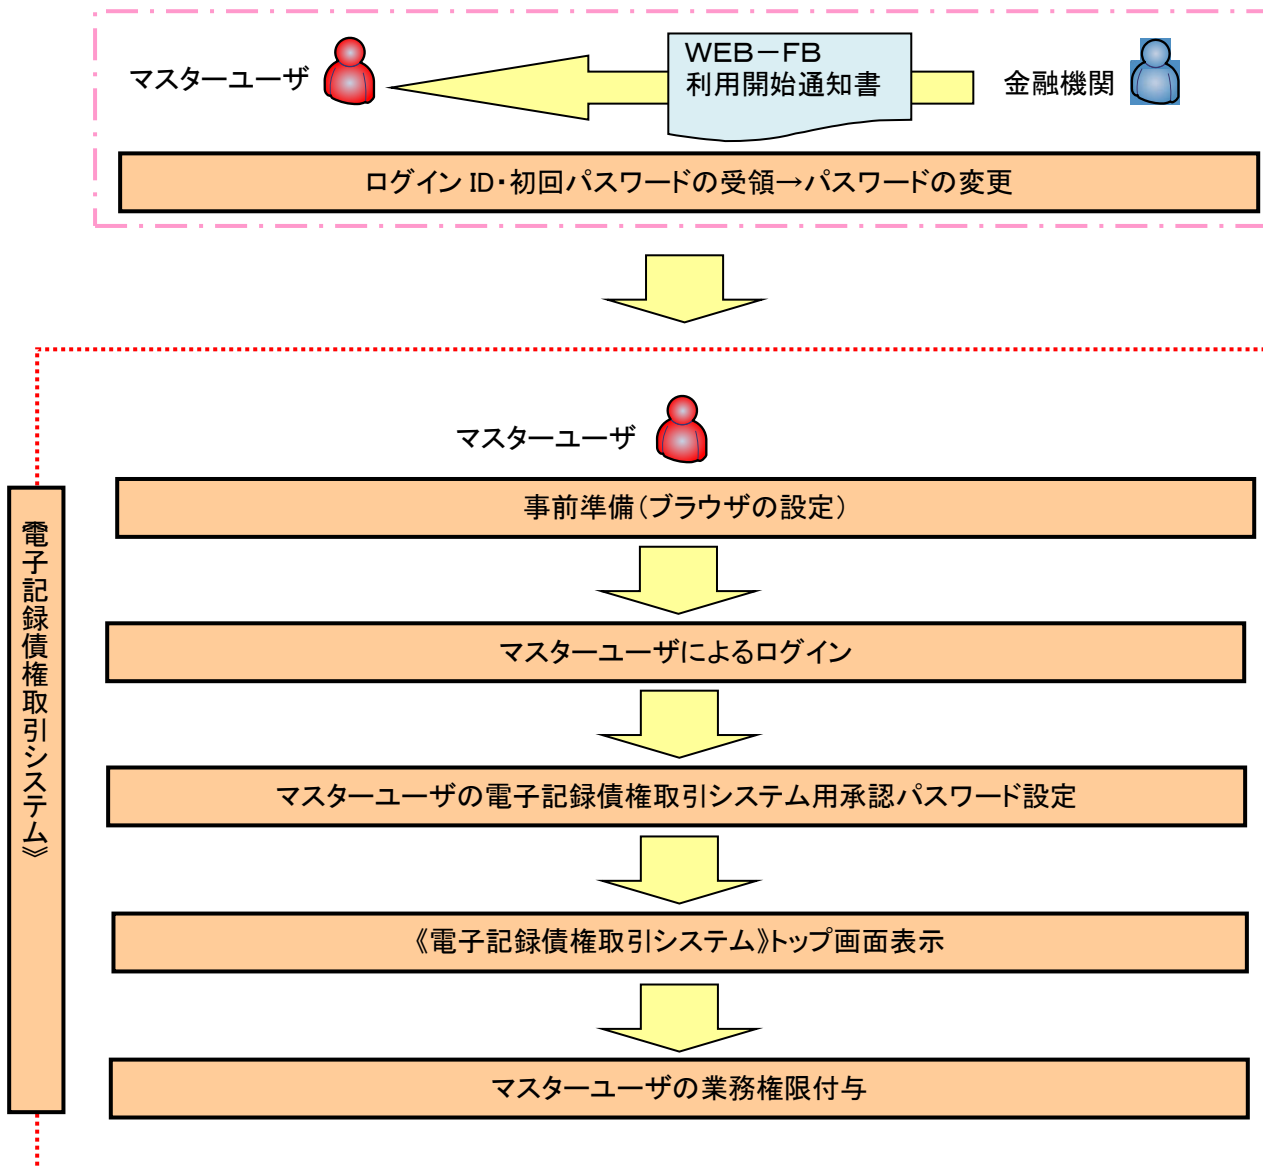 マスターユーザ
WEB－FB
利用開始通知書
金融機関
ログイン ID・初回パスワードの受領→パスワードの変更
マスターユーザ
事前準備（ブラウザの設定）
マスターユーザによるログイン
マスターユーザの電子記録債権取引システム用承認パスワード設定
《電子記録債権取引システム》トップ画面表示
マスターユーザの業務権限付与
電子記録債権取引システム》